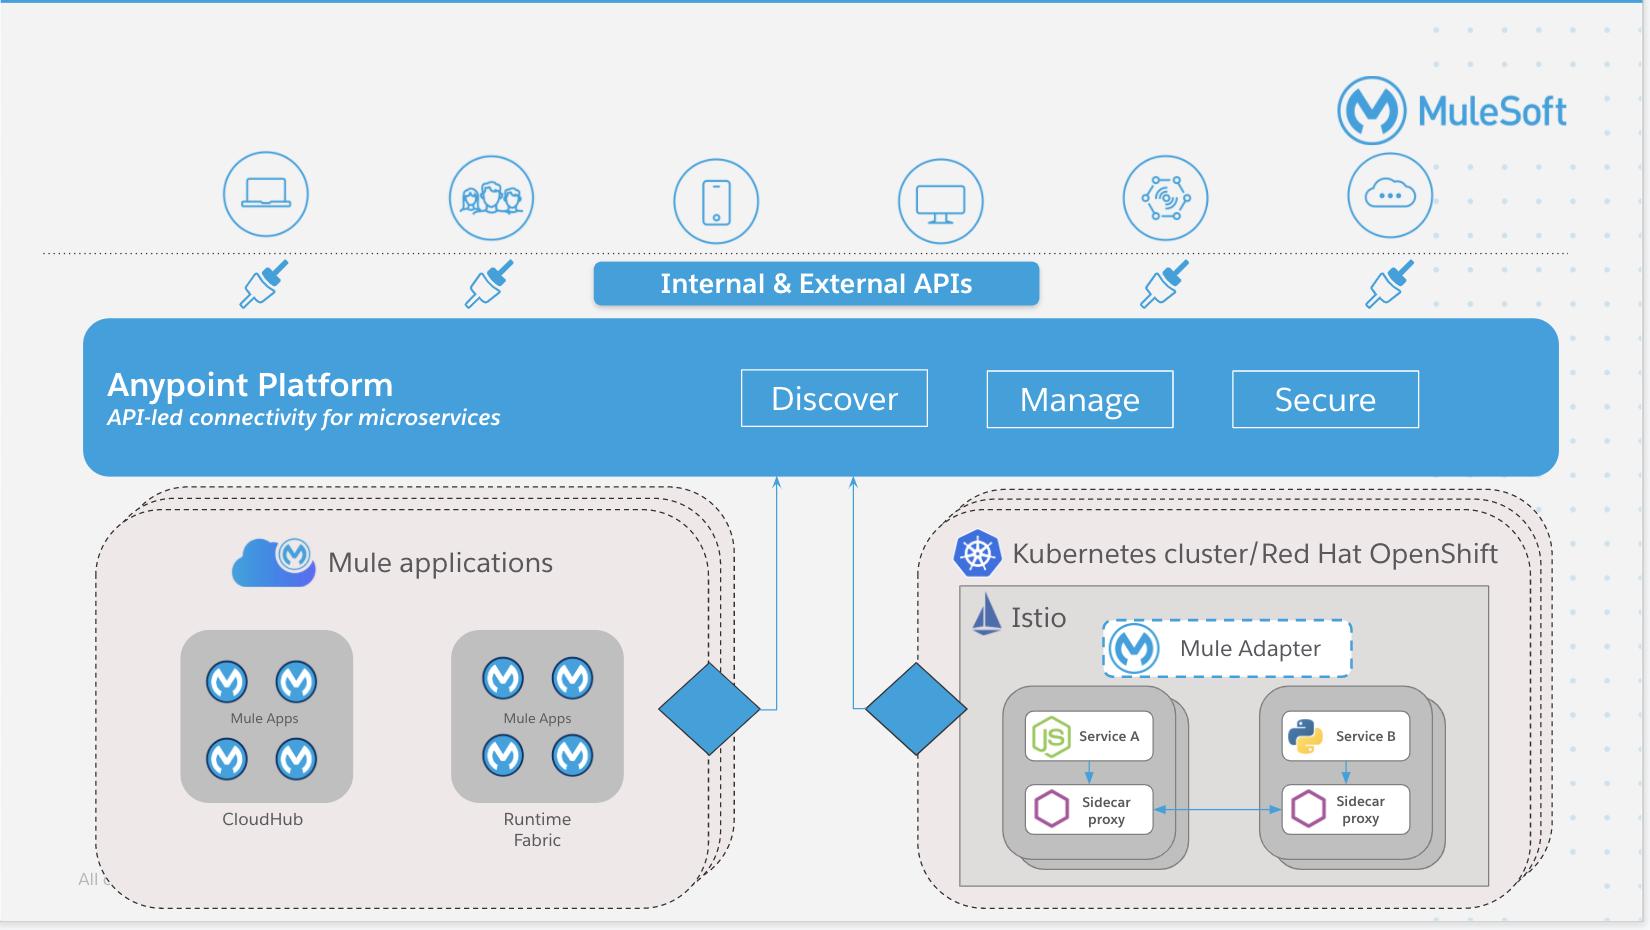 MuleSoft
Internal & External APIs
Anypoint Platform
API-led connectivity for microservices
Discover
Manage
Secure
Mule applications
Mule Apps
Mule Apps
CloudHub
Runtime
Fabric
Kubernetes cluster/Red Hat OpenShift
Istio
Mule Adapter
JS
Service A
Sidecar
proxy
Service B
Sidecar
proxy
All